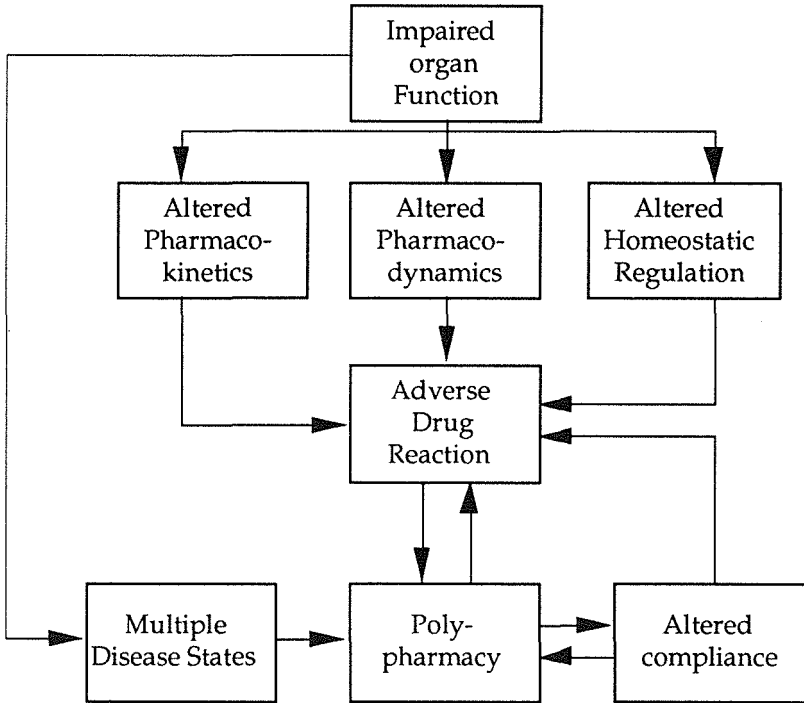 Impaired
organ
Function
Altered
Pharmaco-
kinetics
Altered
Pharmaco-
dynamics
Altered
Homeostatic
Regulation
Adverse
Drug
Reaction
Multiple
Disease States
Poly-
pharmacy
Altered
compliance